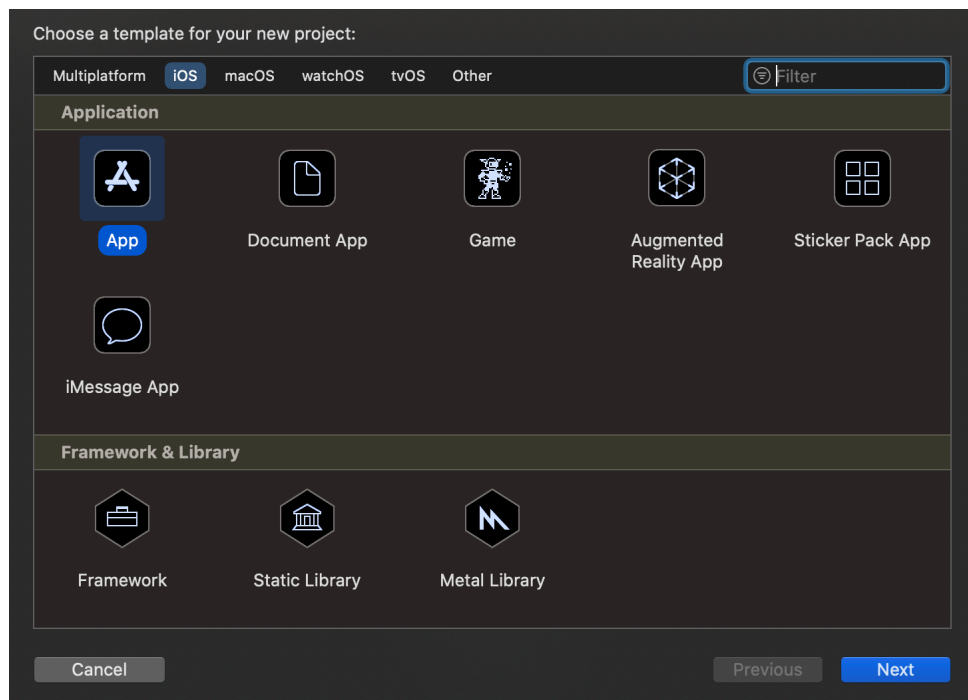 Choose a template for your new project:
Multiplatform iOS macOS watchOS tvOS Other Filter
Application
App Document App Game Augmented Reality App Sticker Pack App
iMessage App
Framework & Library
Framework Static Library Metal Library
Cancel Previous Next